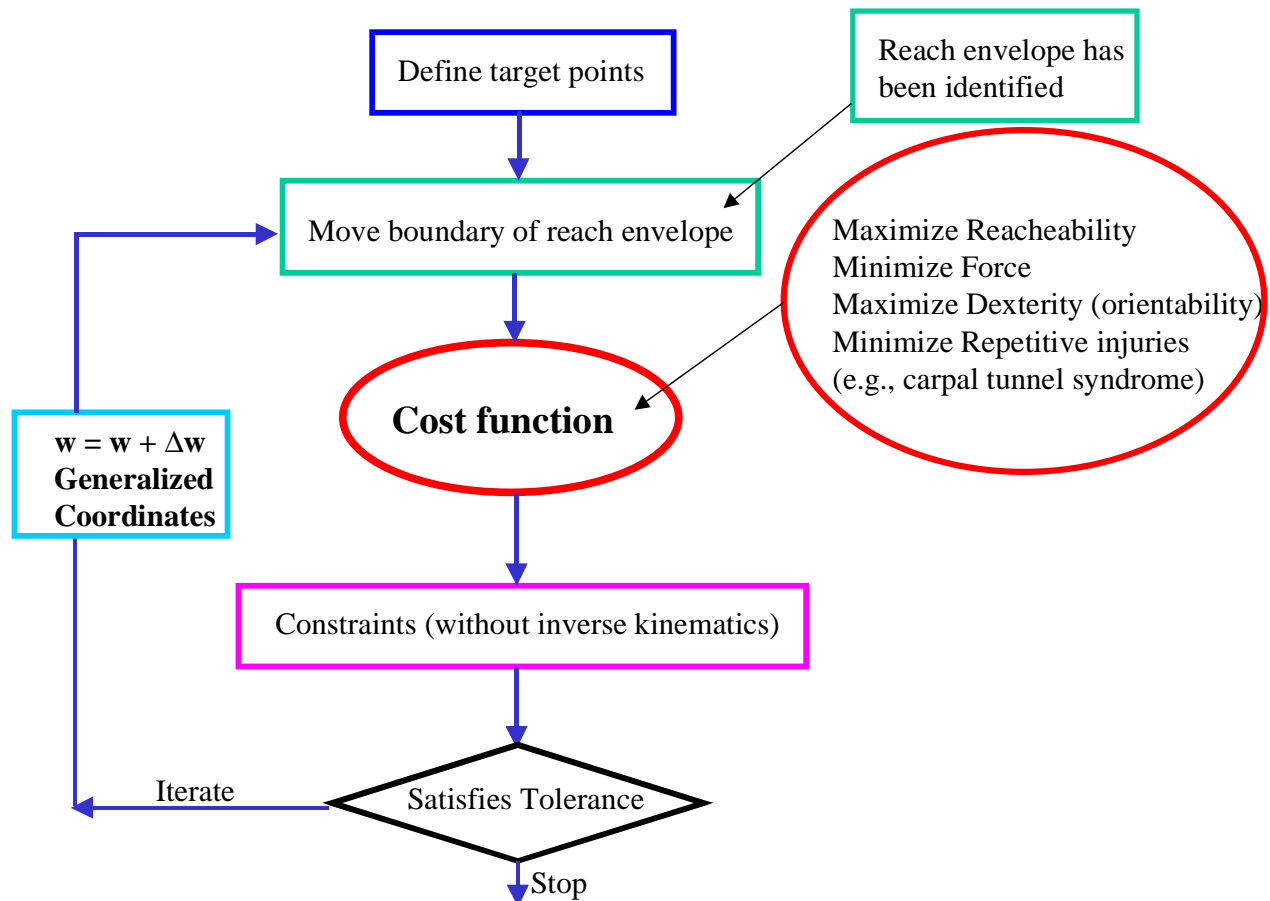 Define target points
Reach envelope has
been identified
Move boundary of reach envelope
Maximize Reacheability
Minimize Force
Maximize Dexterity (orientability)
Minimize Repetitive injuries
(e.g., carpal tunnel syndrome)
Cost function
w = w + Δw
Generalized
Coordinates
Constraints (without inverse kinematics)
Iterate
Satisfies Tolerance
Stop